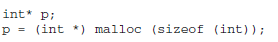 int* p;
p = (int *) malloc (sizeof (int));